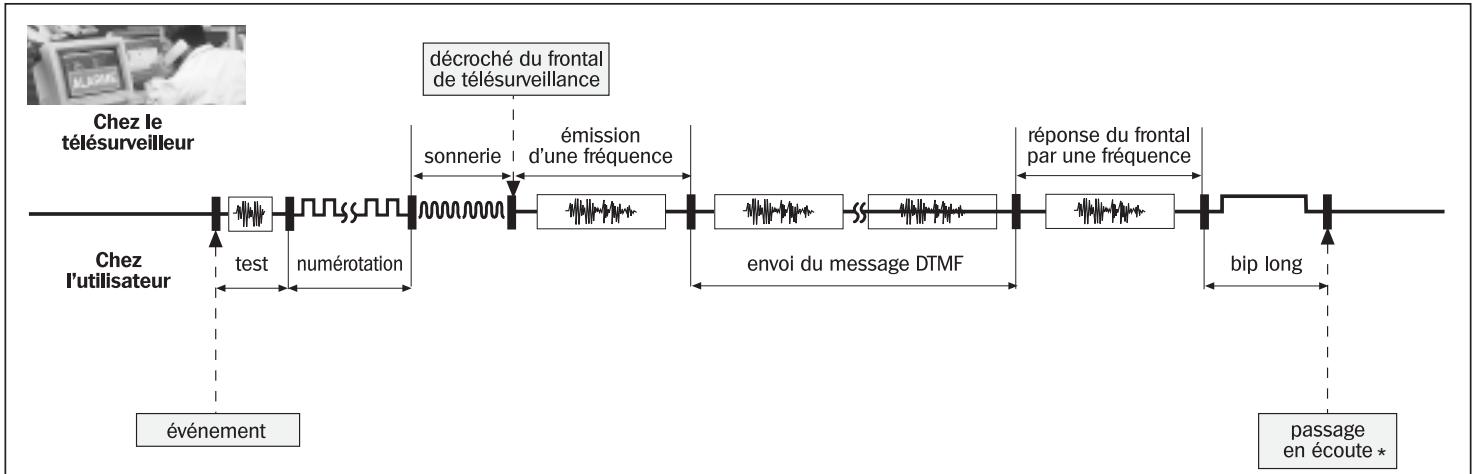 ALARME
Chez le
télésurveilleur
décroché du frontal
de télésurveillance
sonnerie
émission
d'une fréquence
réponse du frontal
par une fréquence
Chez
l'utilisateur
test
numérotation
envoi du message DTMF
bip long
événement
passage
en écoute *